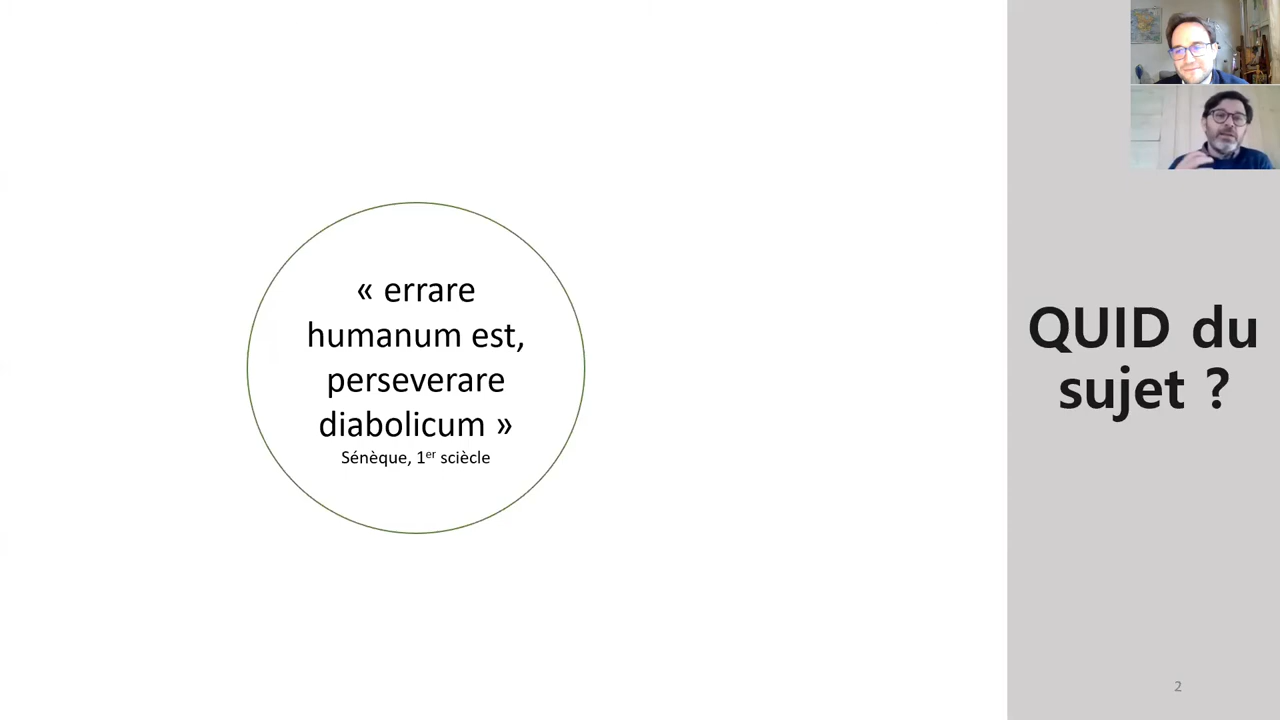 « errare
humanum est,
perseverare
diabolicum »
Sénèque, 1er sciècle
QUID du
sujet ?
2